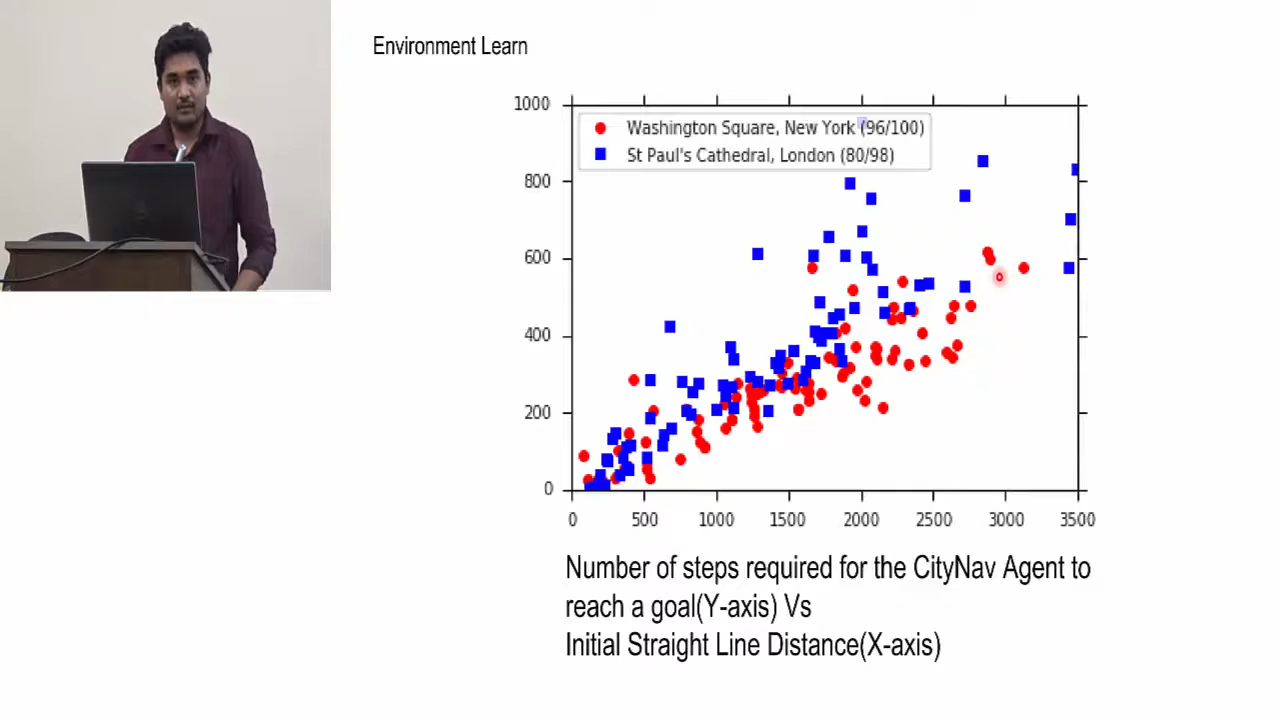 Environment Learn
1000
800
600
400
200
0
Washington Square, New York (96/100)
St Paul's Cathedral, London (80/98)
0 500 1000 1500 2000 2500 3000 3500
Number of steps required for the CityNav Agent to
reach a goal(Y-axis) Vs
Initial Straight Line Distance(X-axis)